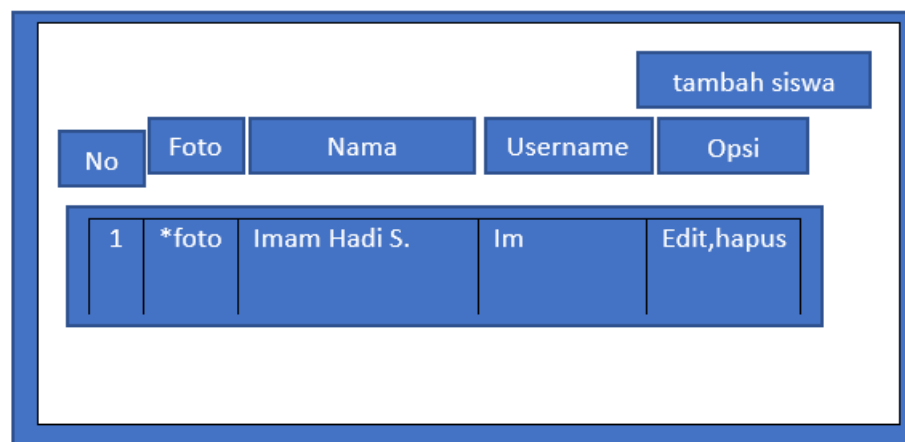 tambah siswa
No Foto Nama Username Opsi
1 *foto Imam Hadi S. Im Edit,hapus